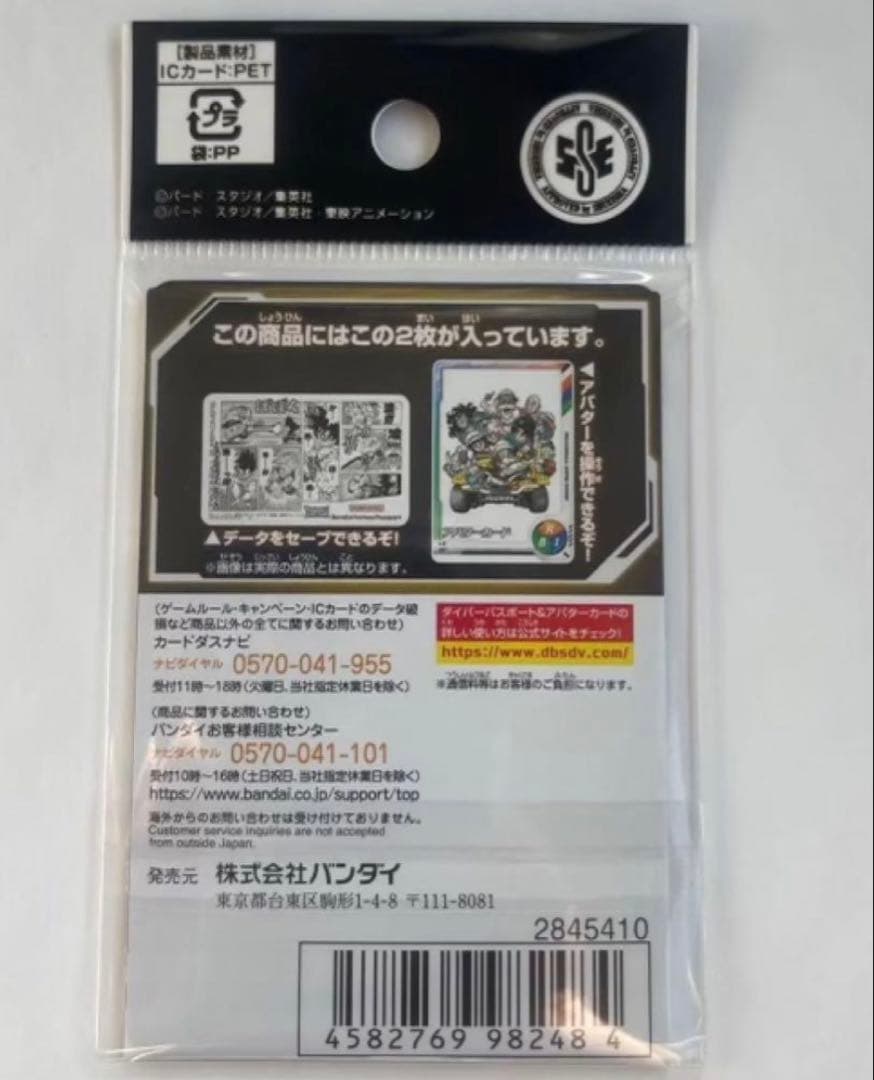 [製品素材]
ICカード:PET
プラ
袋:PP
©バード・スタジオ/集英社
©バード・スタジオ/集英社・東映アニメーション
この商品にはこの2枚が入っています。
▲データをセーブできるぞ!
◀アバターを操作できるぞ!
アバターカード
※画像は実際の商品とは異なります。
(ゲームルール・キャンペーン・ICカードのデータ破
損など商品以外の全てに関するお問い合わせ)
カードダスナビ
ナビダイヤル 0570-041-955
受付11時〜18時(火曜日、当社指定休業日を除く)
(商品に関するお問い合わせ)
バンダイお客様相談センター
ナビダイヤル 0570-041-101
受付10時〜16時(土日祝日、当社指定休業日を除く)
https://www.bandai.co.jp/support/top
海外からのお問い合わせは受け付けておりません。
Customer service inquiries are not accepted
from outside Japan.
ダイバーパスポート&アバターカードの
詳しい使い方は公式サイトをチェック!
https://www.dbsdv.com/
※通信料等はお客様のご負担になります。
発売元 株式会社バンダイ
東京都台東区駒形1-4-8 〒111-8081
2845410
4582769 98248 4